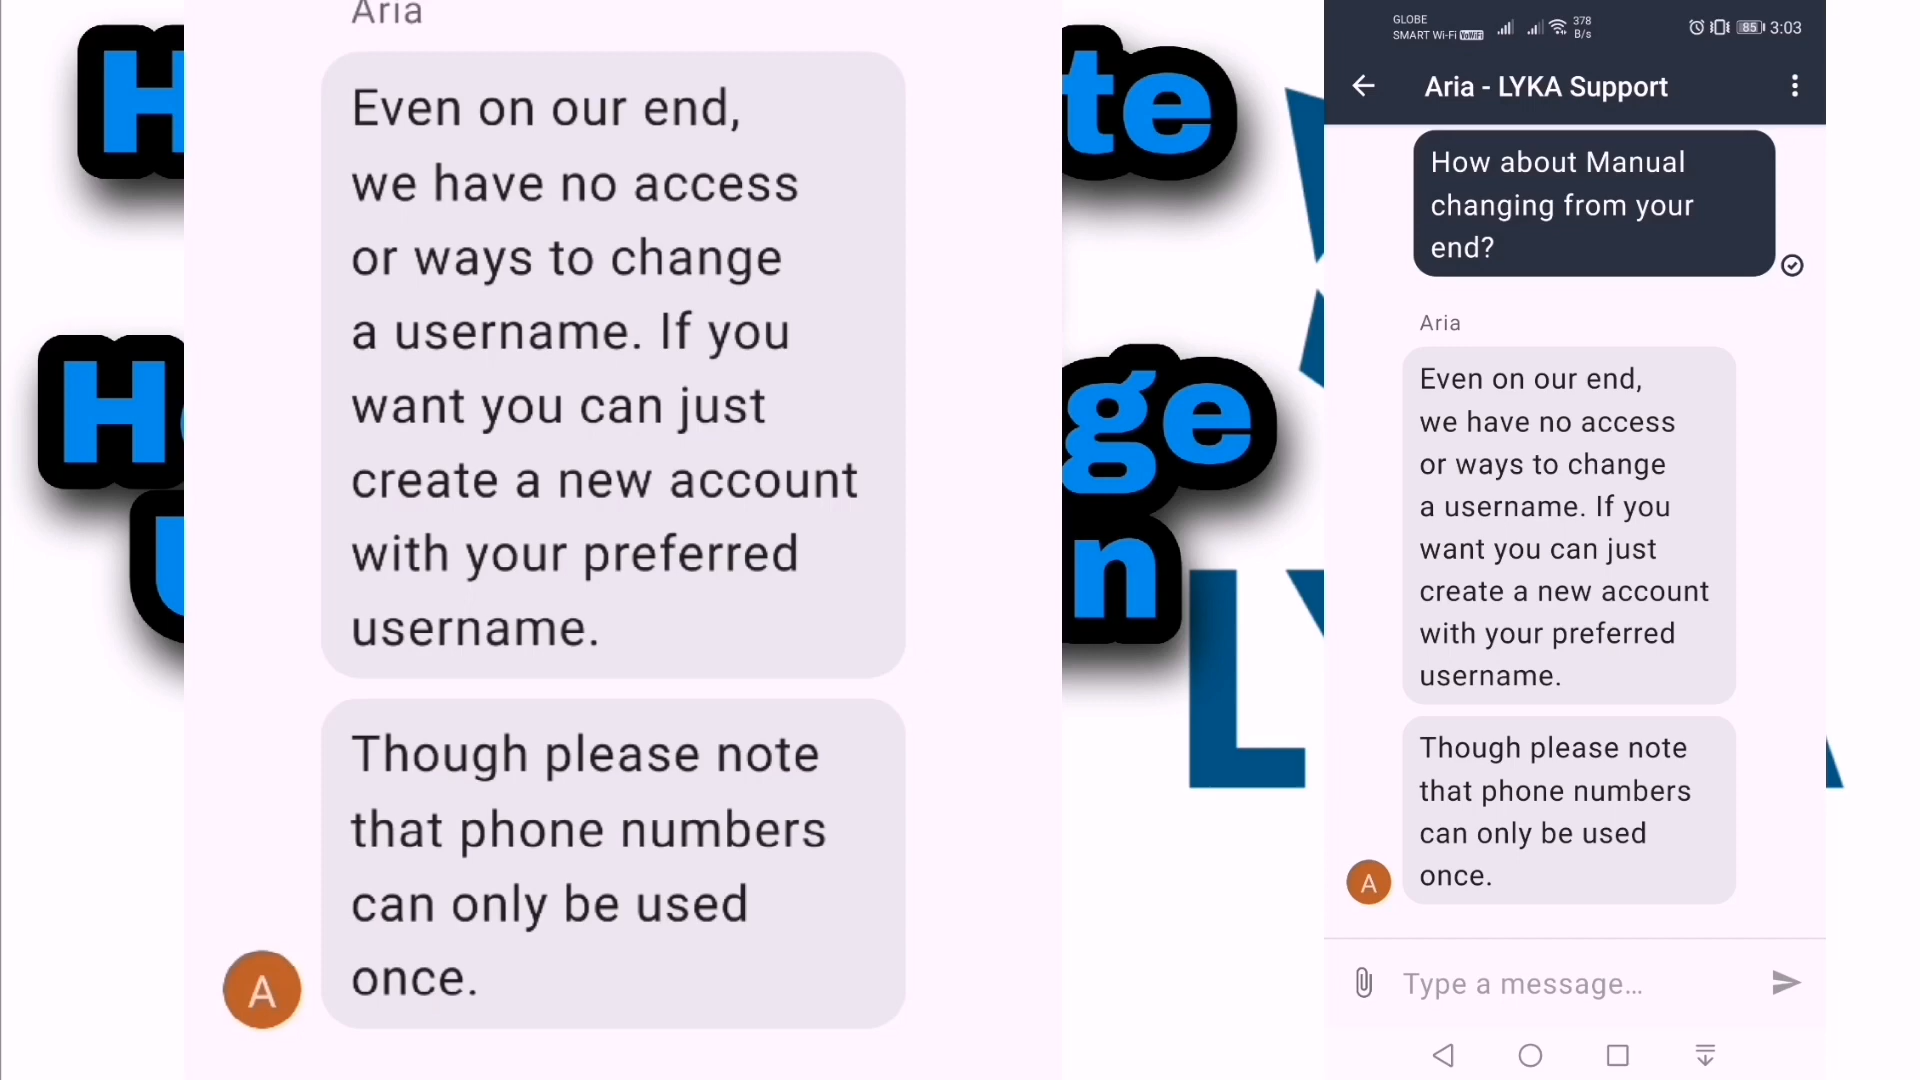 Aria
Even on our end,
we have no access
or ways to change
a username. If you
want you can just
create a new account
with your preferred
username.
Though please note
that phone numbers
can only be used
once.
A
H
te
H
ge
n
L
GLOBE
SMART Wi-Fi VoWiFi
378
B/s
85
3:03
Aria - LYKA Support
How about Manual
changing from your
end?
Aria
Even on our end,
we have no access
or ways to change
a username. If you
want you can just
create a new account
with your preferred
username.
Though please note
that phone numbers
can only be used
once.
A
Type a message...